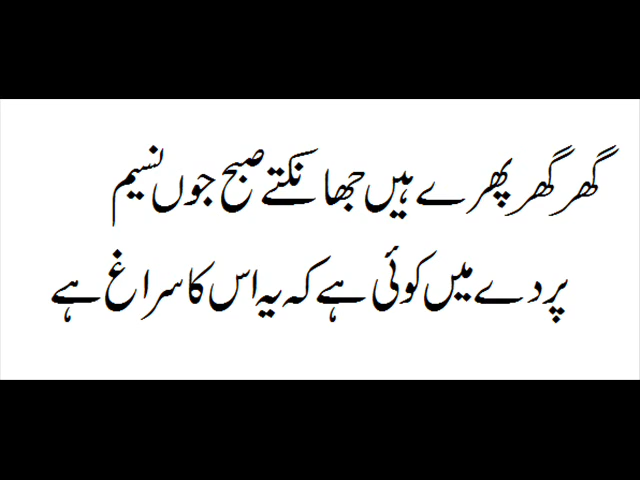 گھر گھر پھرے ہیں جھانکتے صبح جوں نسیم
پردے میں کوئی ہے کہ یہ اس کا سراغ ہے